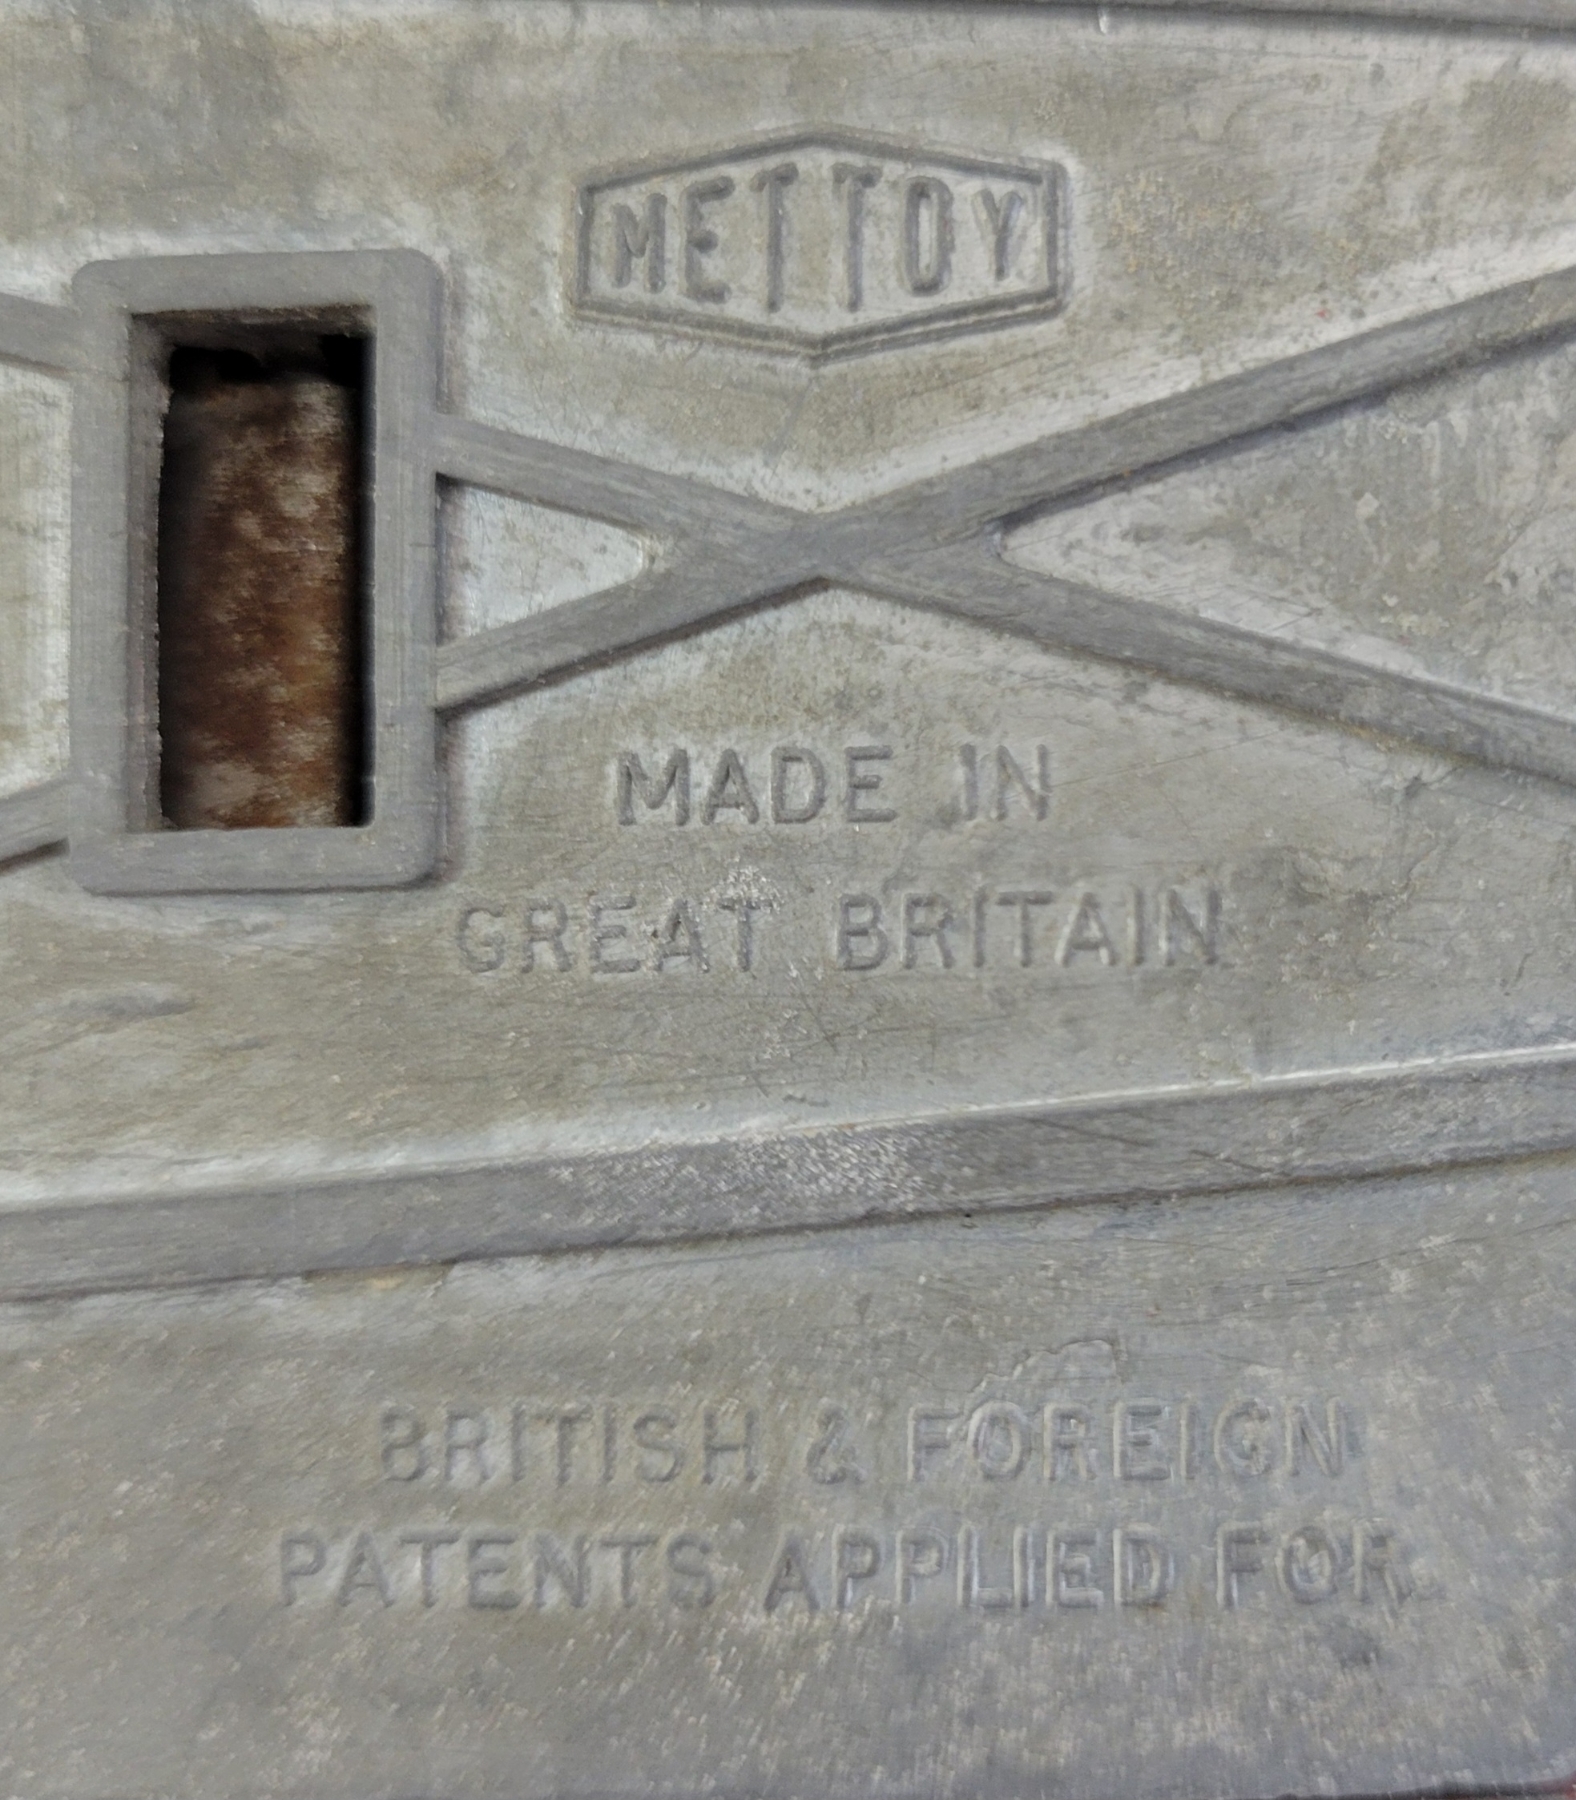 METTOY
MADE IN
GREAT BRITAIN
BRITISH & FOREIGN
PATENTS APPLIED FOR